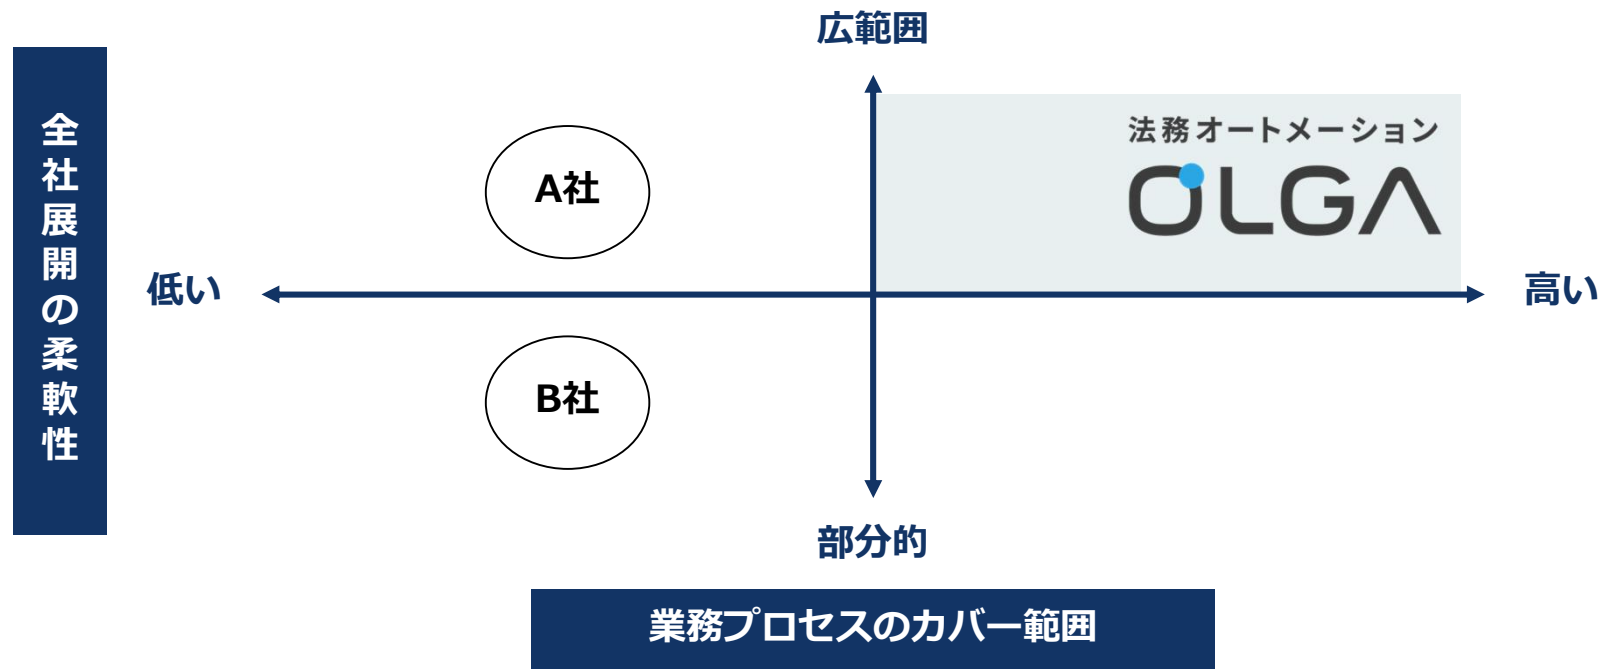 広範囲
全社展開の柔軟性
法務オートメーション
OLGA
A社
低い
高い
B社
部分的
業務プロセスのカバー範囲